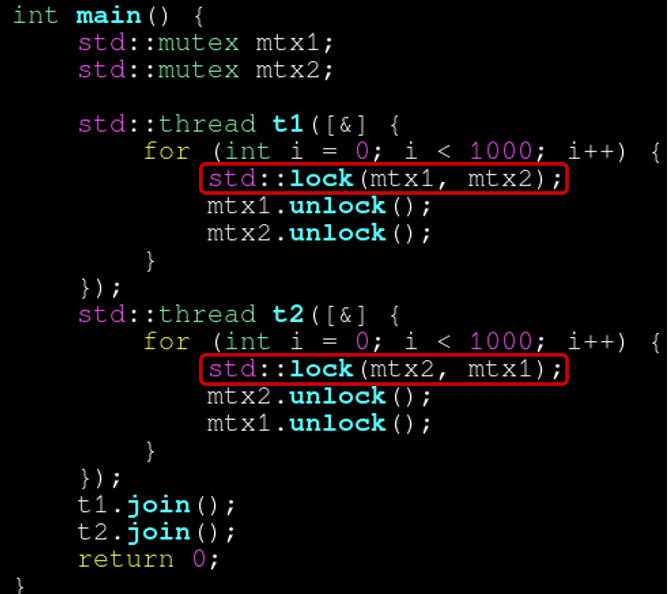 int main() {
    std::mutex mtx1;
    std::mutex mtx2;

    std::thread t1([&] {
        for (int i = 0; i < 1000; i++) {
            std::lock(mtx1, mtx2);
            mtx1.unlock();
            mtx2.unlock();
        }
    });
    std::thread t2([&] {
        for (int i = 0; i < 1000; i++) {
            std::lock(mtx2, mtx1);
            mtx2.unlock();
            mtx1.unlock();
        }
    });
    t1.join();
    t2.join();
    return 0;
}